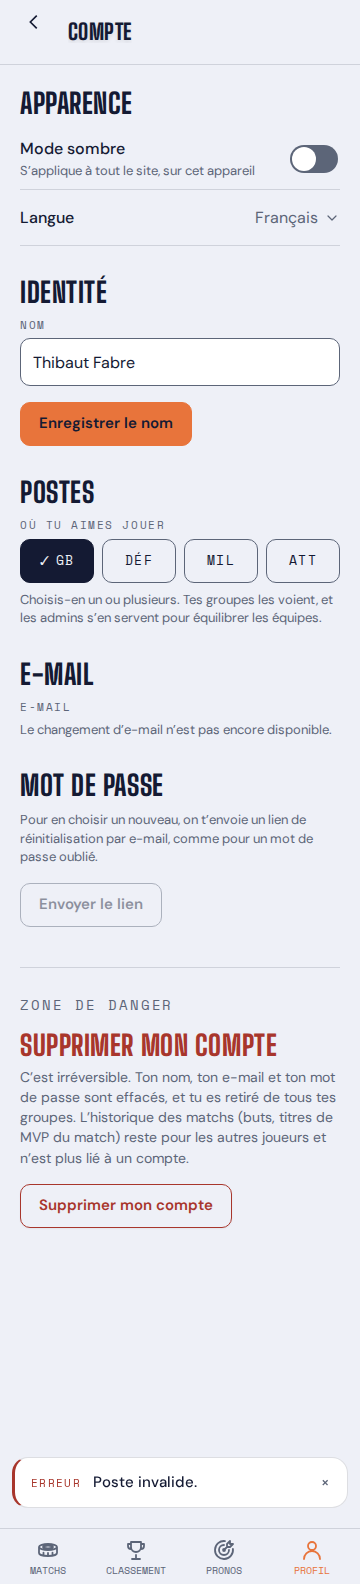 COMPTE
APPARENCE
Mode sombre
S'applique à tout le site, sur cet appareil
Langue
Français
IDENTITÉ
NOM
Thibaut Fabre
Enregistrer le nom
POSTES
OÙ TU AIMES JOUER
✓ GB
DÉF
MIL
ATT
Choisis-en un ou plusieurs. Tes groupes les voient, et
les admins s'en servent pour équilibrer les équipes.
E-MAIL
E-MAIL
Le changement d'e-mail n'est pas encore disponible.
MOT DE PASSE
Pour en choisir un nouveau, on t'envoie un lien de
réinitialisation par e-mail, comme pour un mot de
passe oublié.
Envoyer le lien
ZONE DE DANGER
SUPPRIMER MON COMPTE
C'est irréversible. Ton nom, ton e-mail et ton mot
de passe sont effacés, et tu es retiré de tous tes
groupes. L'historique des matchs (buts, titres de
MVP du match) reste pour les autres joueurs et
n'est plus lié à un compte.
Supprimer mon compte
ERREUR Poste invalide. ×
MATCHS
CLASSEMENT
PRONOS
PROFIL